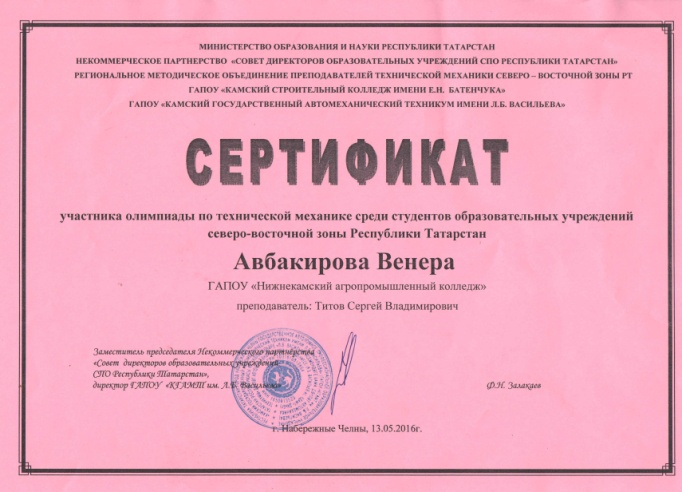 МИНИСТЕРСТВО ОБРАЗОВАНИЯ И НАУКИ РЕСПУБЛИКИ ТАТАРСТАН
НЕКОММЕРЧЕСКОЕ ПАРТНЕРСТВО «СОВЕТ ДИРЕКТОРОВ ОБРАЗОВАТЕЛЬНЫХ УЧРЕЖДЕНИЙ СПО РЕСПУБЛИКИ ТАТАРСТАН»
РЕГИОНАЛЬНОЕ МЕТОДИЧЕСКОЕ ОБЪЕДИНЕНИЕ ПРЕПОДАВАТЕЛЕЙ ТЕХНИЧЕСКОЙ МЕХАНИКИ СЕВЕРО – ВОСТОЧНОЙ ЗОНЫ РТ
ГАПОУ «КАМСКИЙ СТРОИТЕЛЬНЫЙ КОЛЛЕДЖ ИМЕНИ Е.Н. БАТЕНЧУКА»
ГАПОУ «КАМСКИЙ ГОСУДАРСТВЕННЫЙ АВТОМЕХАНИЧЕСКИЙ ТЕХНИКУМ ИМЕНИ Л.Б. ВАСИЛЬЕВА»
СЕРТИФИКАТ
участника олимпиады по технической механике среди студентов образовательных учреждений
северо-восточной зоны Республики Татарстан
Авбакирова Венера
ГАПОУ «Нижнекамский агропромышленный колледж»
преподаватель: Титов Сергей Владимирович
Заместитель председателя Некоммерческого партнёрства
«Совет директоров образовательных учреждений
СПО Республики Татарстан»,
директор ГАПОУ «КГАМТ им. Л.Б. Васильева»
Ф.Н. Залакаев
г. Набережные Челны, 13.05.2016г.